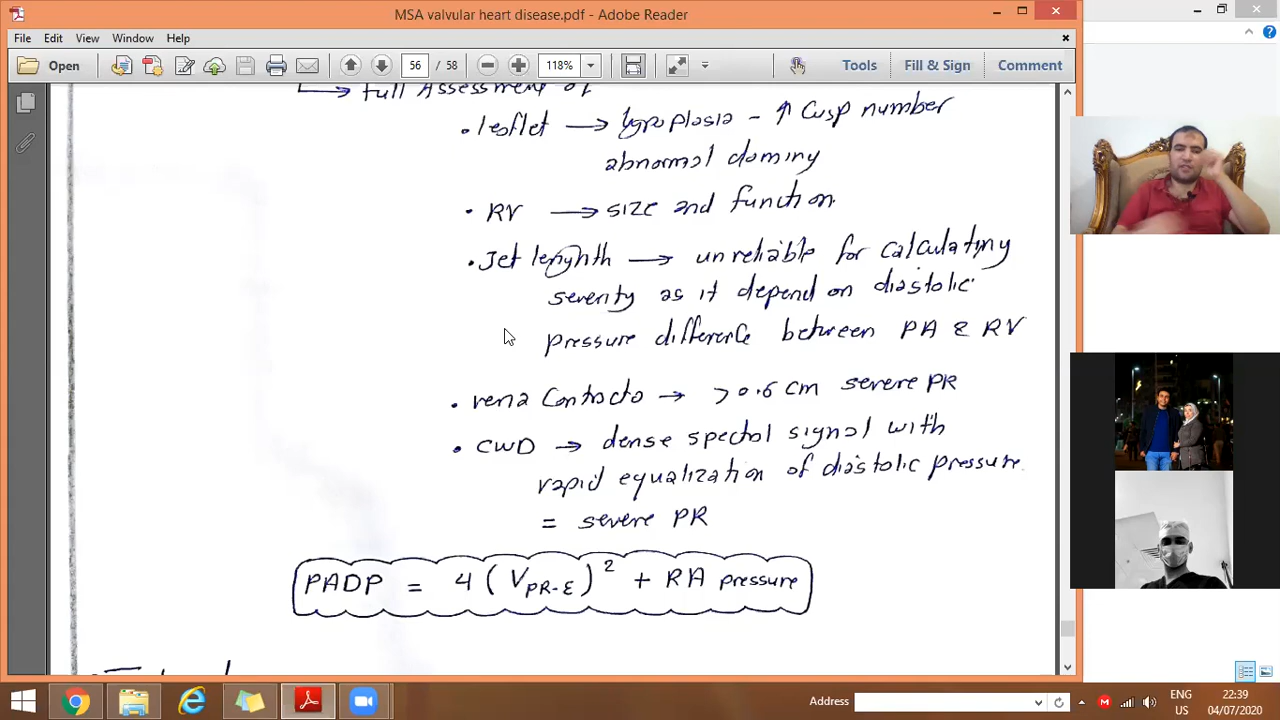 MSA valvular heart disease.pdf - Adobe Reader
File Edit View Window Help
Open 56 / 58 118% Tools Fill & Sign Comment
Full Assessment of
• leaflet → hypoplasia - ↑ Cusp number
abnormal dominy
• RV → size and function
• Jet lenghth → unreliable for calculating
severity as it depend on diastolic
pressure difference between PA & RV
• vena Contracta → > 0.6 cm severe PR
• CWD → dense spectal signal with
rapid equalization of diastolic pressure
= severe PR
PADP = 4 (V PR-E)² + RA pressure
Address
ENG
US
22:39
04/07/2020